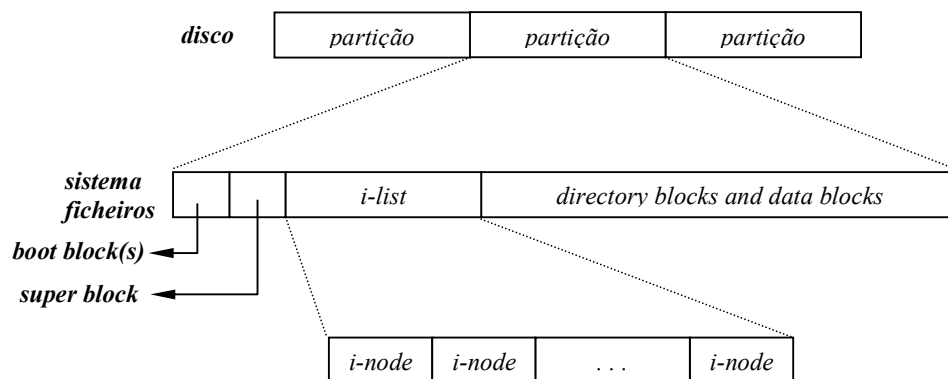 disco
partição partição partição
sistema
ficheiros
i-list directory blocks and data blocks
boot block(s)
super block
i-node i-node . . . i-node